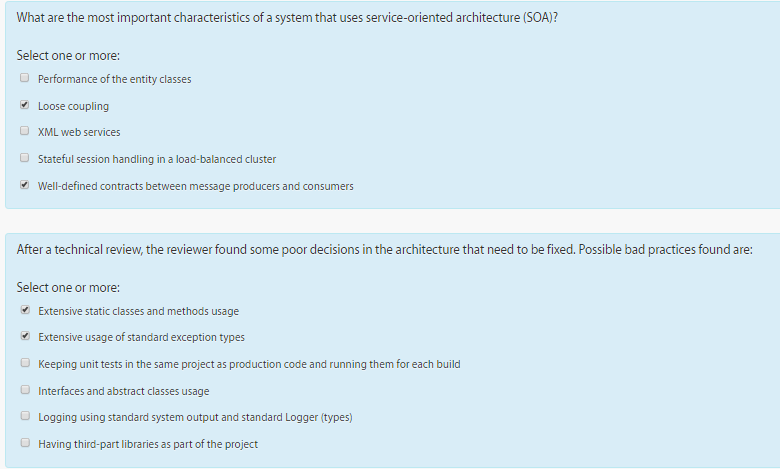 What are the most important characteristics of a system that uses service-oriented architecture (SOA)?
Select one or more:
Performance of the entity classes
Loose coupling
XML web services
Stateful session handling in a load-balanced cluster
Well-defined contracts between message producers and consumers
After a technical review, the reviewer found some poor decisions in the architecture that need to be fixed. Possible bad practices found are:
Select one or more:
Extensive static classes and methods usage
Extensive usage of standard exception types
Keeping unit tests in the same project as production code and running them for each build
Interfaces and abstract classes usage
Logging using standard system output and standard Logger (types)
Having third-part libraries as part of the project